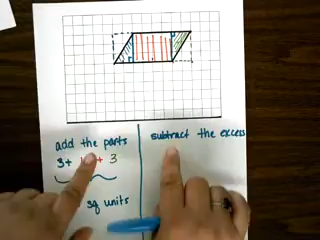 add the parts
3+ + 3
sq units
subtract the excess